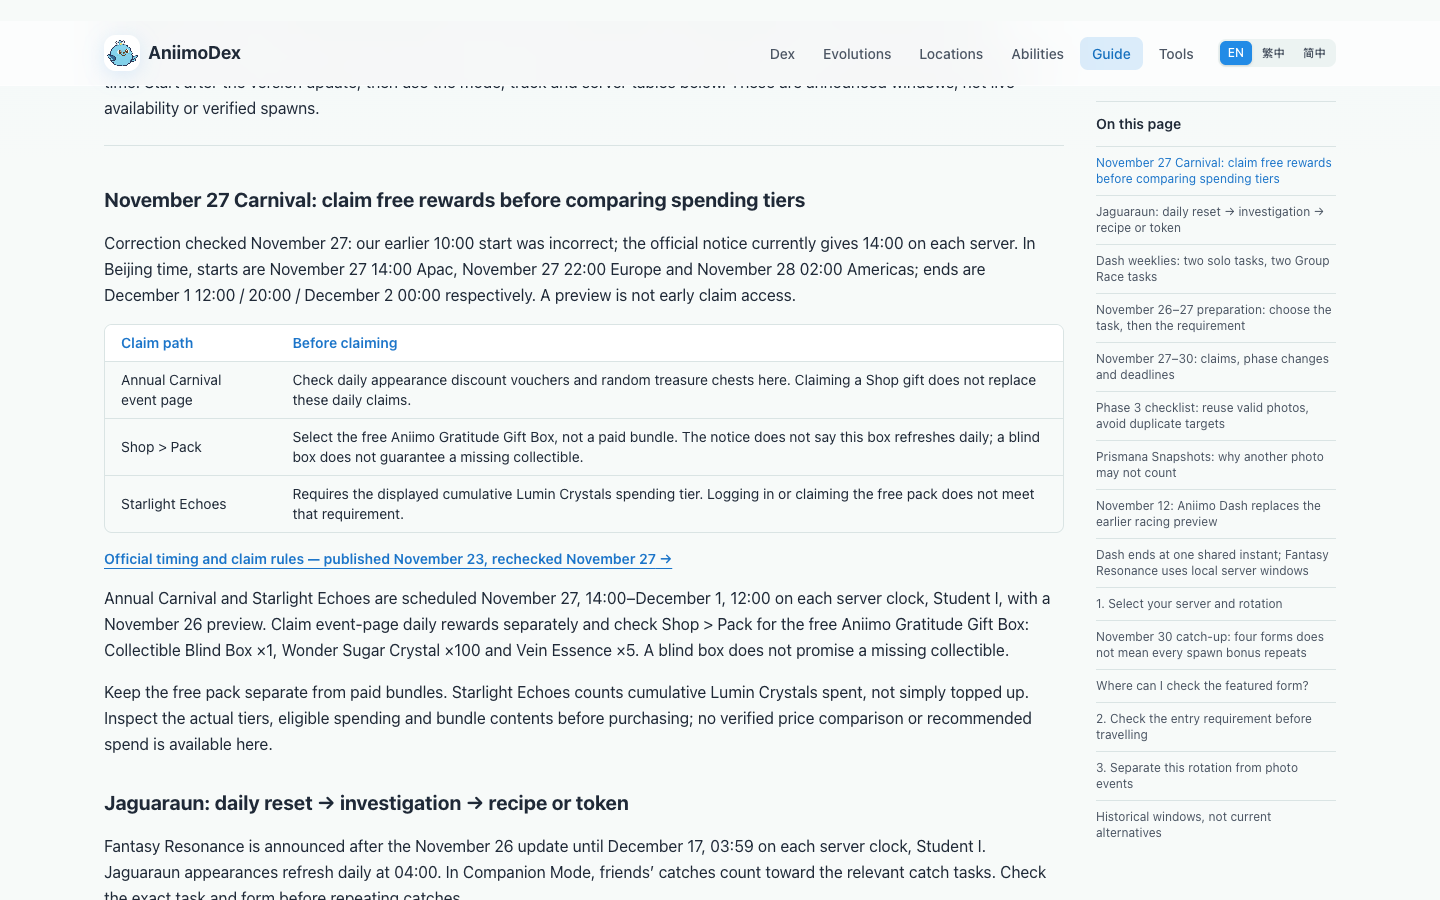 AniimoDex
Dex
Evolutions
Locations
Abilities
Guide
Tools
EN
繁中
简中
availability or verified spawns.
November 27 Carnival: claim free rewards before comparing spending tiers
Correction checked November 27: our earlier 10:00 start was incorrect; the official notice currently gives 14:00 on each server. In
Beijing time, starts are November 27 14:00 Apac, November 27 22:00 Europe and November 28 02:00 Americas; ends are
December 1 12:00 / 20:00 / December 2 00:00 respectively. A preview is not early claim access.
Claim path
Before claiming
Annual Carnival
event page
Check daily appearance discount vouchers and random treasure chests here. Claiming a Shop gift does not replace
these daily claims.
Shop > Pack
Select the free Aniimo Gratitude Gift Box, not a paid bundle. The notice does not say this box refreshes daily; a blind
box does not guarantee a missing collectible.
Starlight Echoes
Requires the displayed cumulative Lumin Crystals spending tier. Logging in or claiming the free pack does not meet
that requirement.
Official timing and claim rules — published November 23, rechecked November 27 →
Annual Carnival and Starlight Echoes are scheduled November 27, 14:00–December 1, 12:00 on each server clock, Student I, with a
November 26 preview. Claim event-page daily rewards separately and check Shop > Pack for the free Aniimo Gratitude Gift Box:
Collectible Blind Box ×1, Wonder Sugar Crystal ×100 and Vein Essence ×5. A blind box does not promise a missing collectible.
Keep the free pack separate from paid bundles. Starlight Echoes counts cumulative Lumin Crystals spent, not simply topped up.
Inspect the actual tiers, eligible spending and bundle contents before purchasing; no verified price comparison or recommended
spend is available here.
Jaguaraun: daily reset → investigation → recipe or token
Fantasy Resonance is announced after the November 26 update until December 17, 03:59 on each server clock, Student I.
Jaguaraun appearances refresh daily at 04:00. In Companion Mode, friends’ catches count toward the relevant catch tasks. Check
the exact task and form before repeating catches.
On this page
November 27 Carnival: claim free rewards
before comparing spending tiers
Jaguaraun: daily reset → investigation →
recipe or token
Dash weeklies: two solo tasks, two Group
Race tasks
November 26–27 preparation: choose the
task, then the requirement
November 27–30: claims, phase changes
and deadlines
Phase 3 checklist: reuse valid photos,
avoid duplicate targets
Prismana Snapshots: why another photo
may not count
November 12: Aniimo Dash replaces the
earlier racing preview
Dash ends at one shared instant; Fantasy
Resonance uses local server windows
1. Select your server and rotation
November 30 catch-up: four forms does
not mean every spawn bonus repeats
Where can I check the featured form?
2. Check the entry requirement before
travelling
3. Separate this rotation from photo
events
Historical windows, not current
alternatives